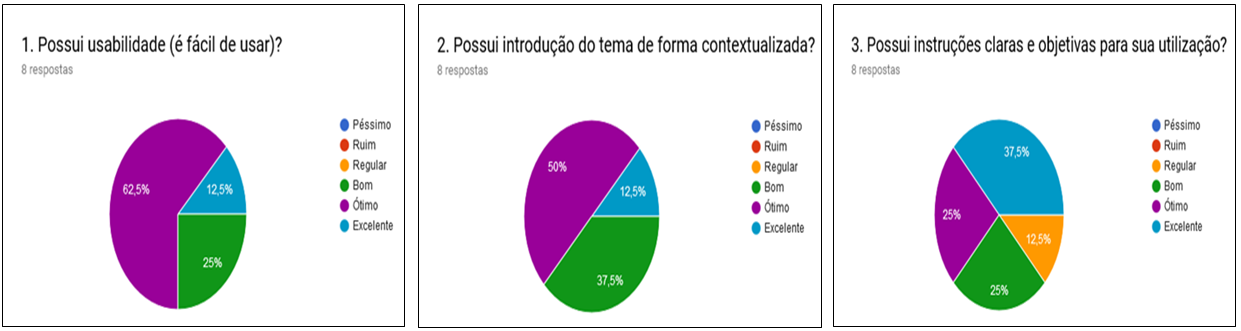 1. Possui usabilidade (é fácil de usar)?
8 respostas
62,5%
12,5%
25%
Péssimo
Ruim
Regular
Bom
Ótimo
Excelente
2. Possui introdução do tema de forma contextualizada?
8 respostas
50%
12,5%
37,5%
Péssimo
Ruim
Regular
Bom
Ótimo
Excelente
3. Possui instruções claras e objetivas para sua utilização?
8 respostas
37,5%
25%
12,5%
25%
Péssimo
Ruim
Regular
Bom
Ótimo
Excelente